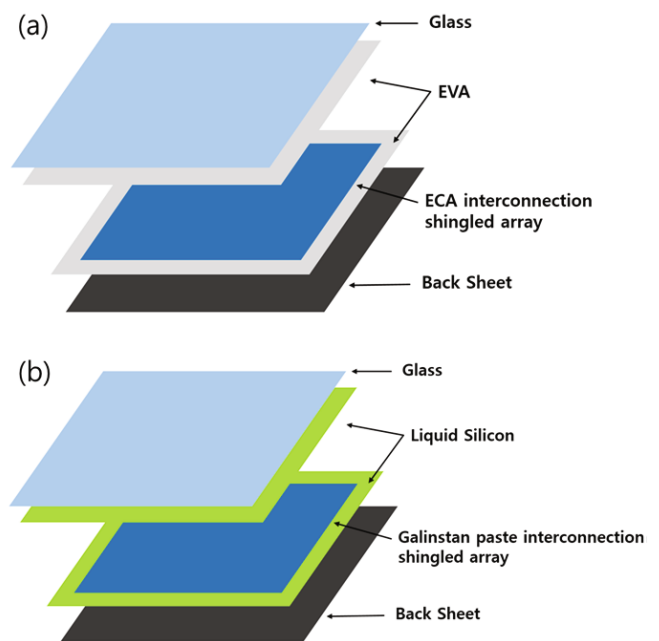 (a)
Glass
EVA
ECA interconnection
shingled array
Back Sheet
(b)
Glass
Liquid Silicon
Galinstan paste interconnection
shingled array
Back Sheet